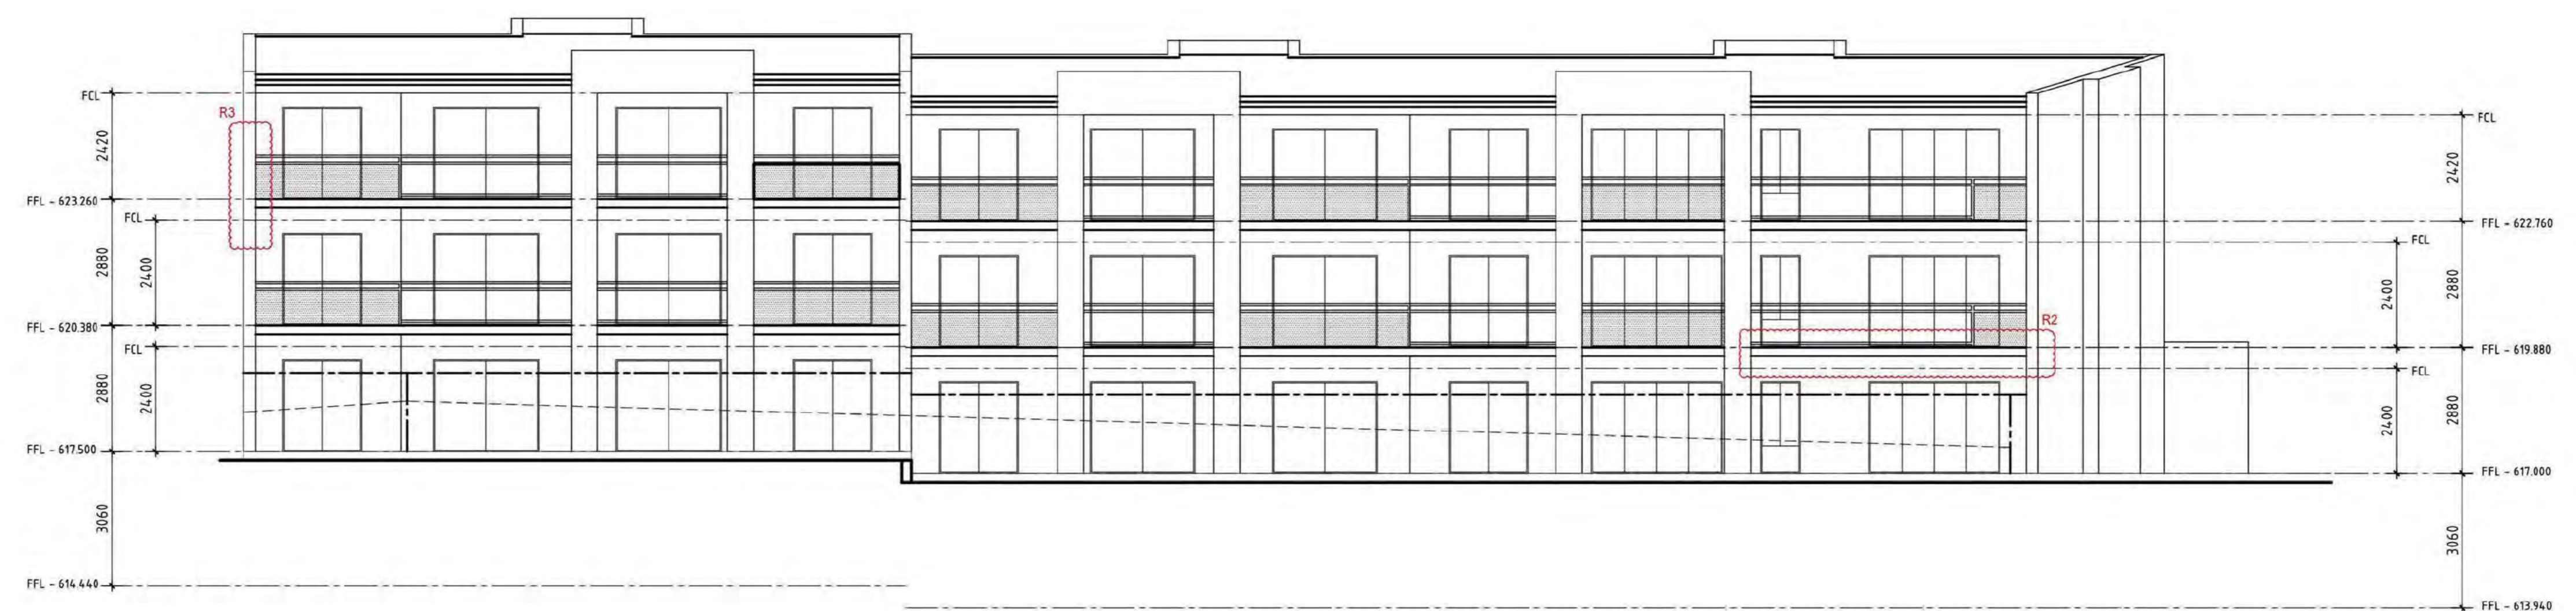 FCL
R3
2420
FFL - 623.260
FCL
2880
2400
FFL - 620.380
FCL
2880
2400
FFL - 617.500
3060
FFL - 614.440
FCL
2420
FFL - 622.760
FCL
2400
2880
R2
FFL - 619.880
FCL
2400
2880
FFL - 617.000
3060
FFL - 613.940